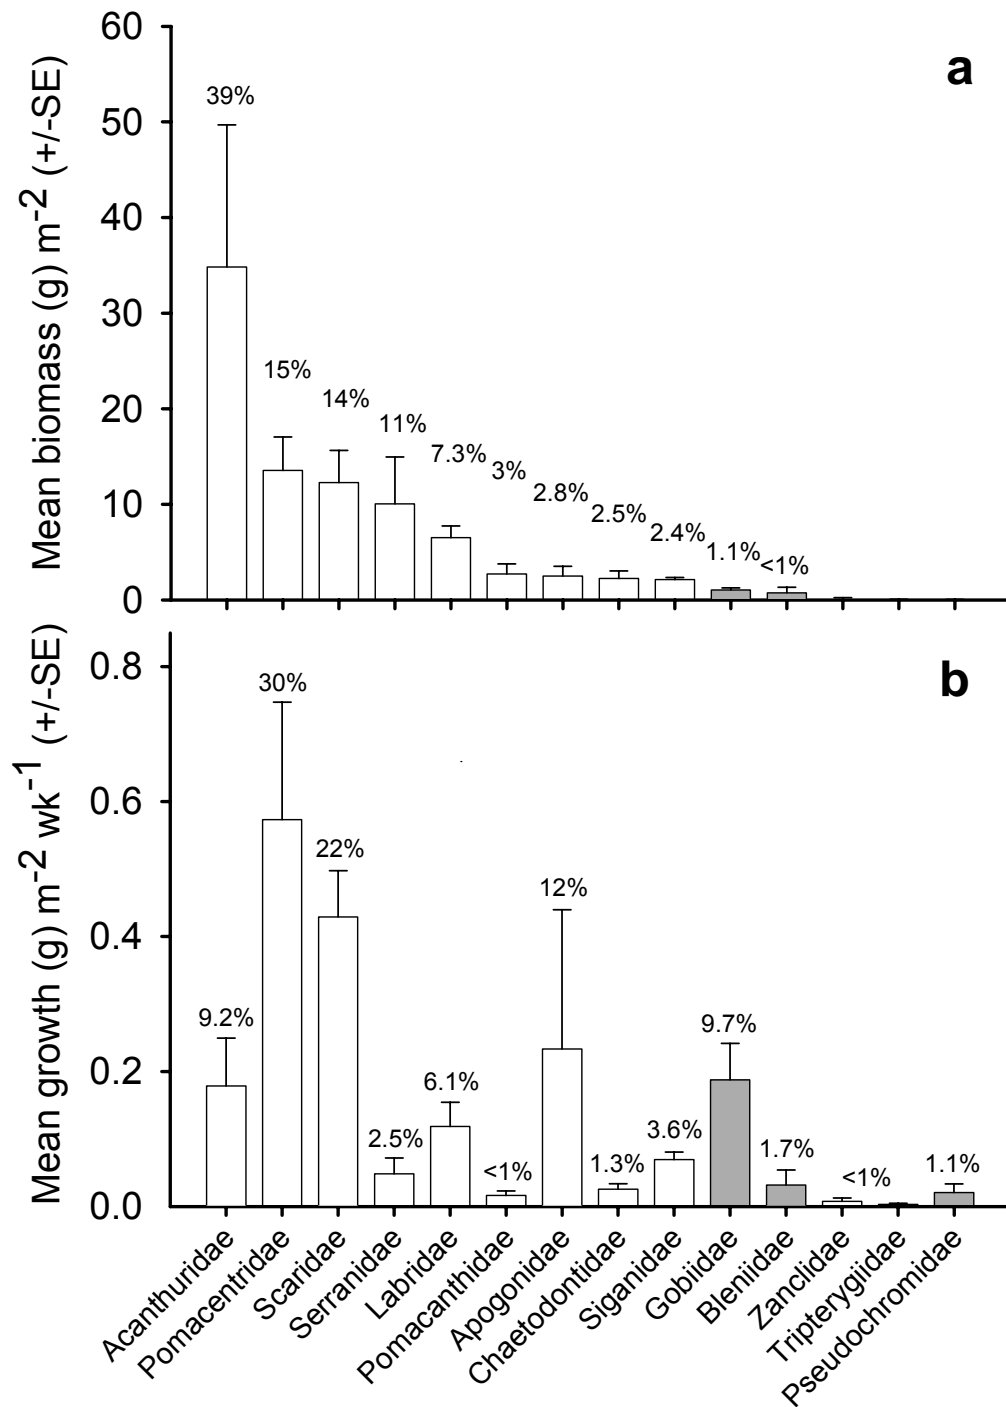 a
Mean biomass (g) m-2 (+/-SE)
60
50
40
30
20
10
0
39%
15%
14%
11%
7.3%
3%
2.8%
2.5%
2.4%
1.1%
<1%
b
Mean growth (g) m-2 wk-1 (+/-SE)
0.8
0.6
0.4
0.2
0.0
9.2%
30%
22%
2.5%
6.1%
<1%
12%
1.3%
3.6%
9.7%
1.7%
<1%
1.1%
Acanthuridae
Pomacentridae
Scaridae
Serranidae
Labridae
Pomacanthidae
Apogonidae
Chaetodontidae
Siganidae
Gobiidae
Bleniidae
Zanclidae
Tripterygiidae
Pseudochromidae